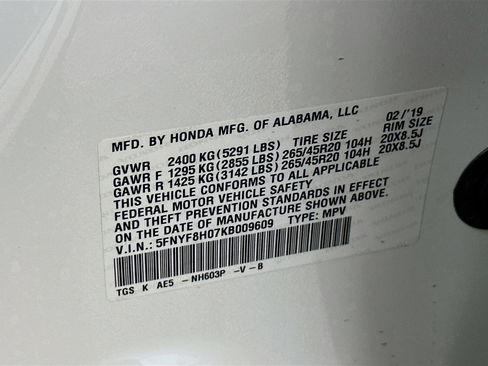 MFD. BY HONDA MFG. OF ALABAMA, LLC 02/'19
TIRE SIZE RIM SIZE
GVWR 2400 KG(5291 LBS)
GAWR F 1295 KG(2855 LBS) 265/45R20 104H 20X8.5J
GAWR R 1425 KG(3142 LBS) 265/45R20 104H 20X8.5J
THIS VEHICLE CONFORMS TO ALL APPLICABLE
FEDERAL MOTOR VEHICLE SAFETY
AND THEFT PREVENTION STANDARDS IN EFFECT
ON THE DATE OF MANUFACTURE SHOWN ABOVE.
V.I.N.: 5FNYF8H07KB009609 TYPE: MPV
TGS K AE5 -NH603P -V-B